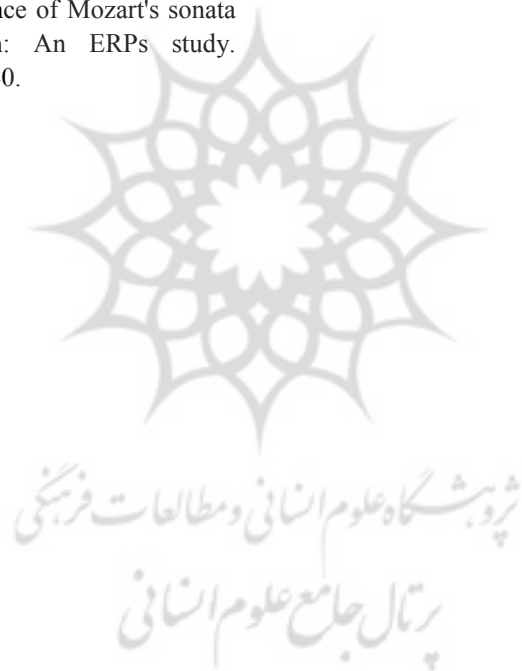 nce of Mozart's sonata
: An ERPs study.
0.
پژوهشگاه علوم انسانی و مطالعات فرهنگی
پرتال جامع علوم انسانی